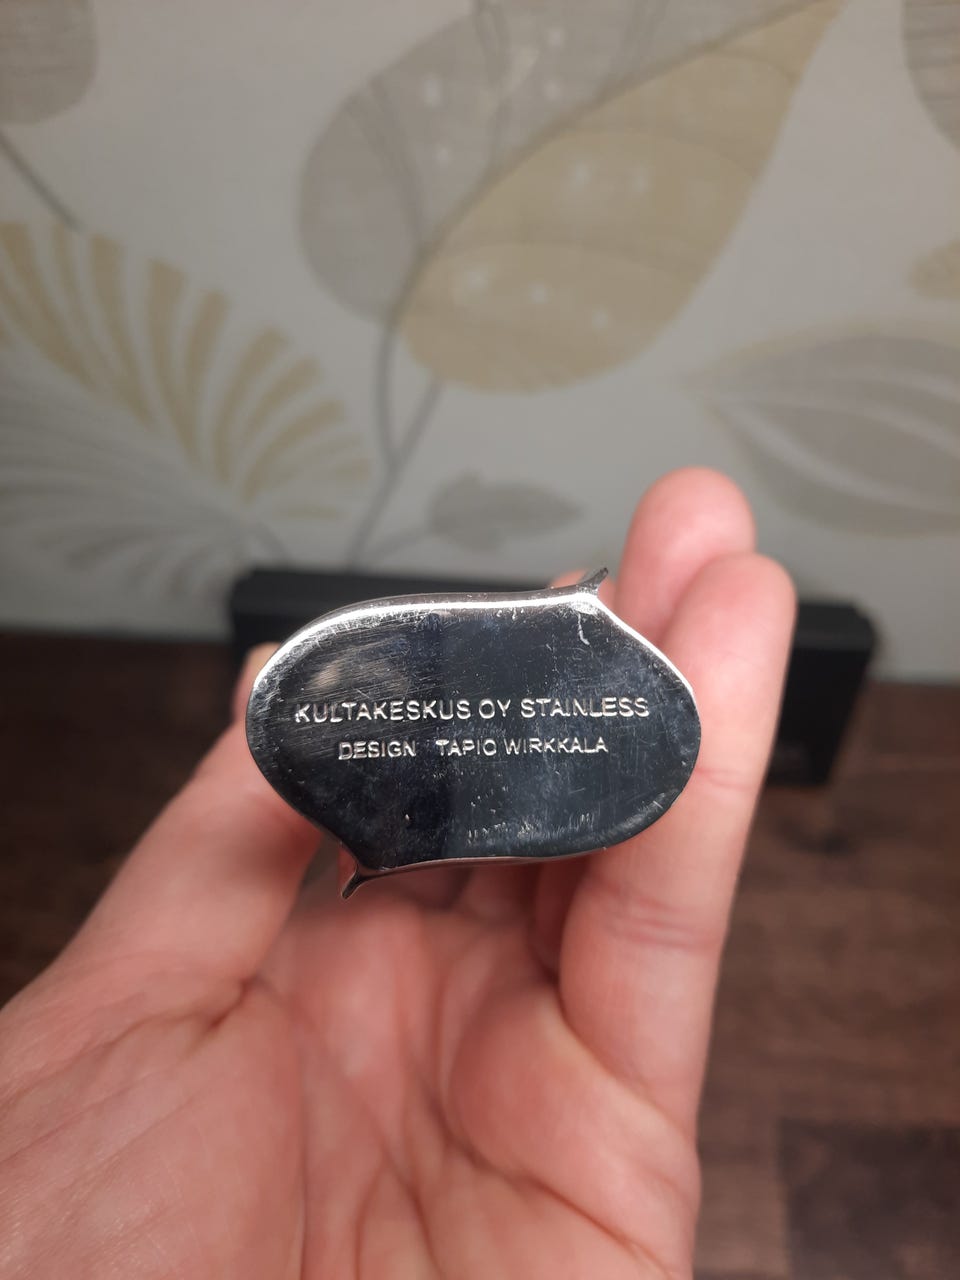 KULTAKESKUS OY STAINLESS
DESIGN TAPIO WIRKKALA